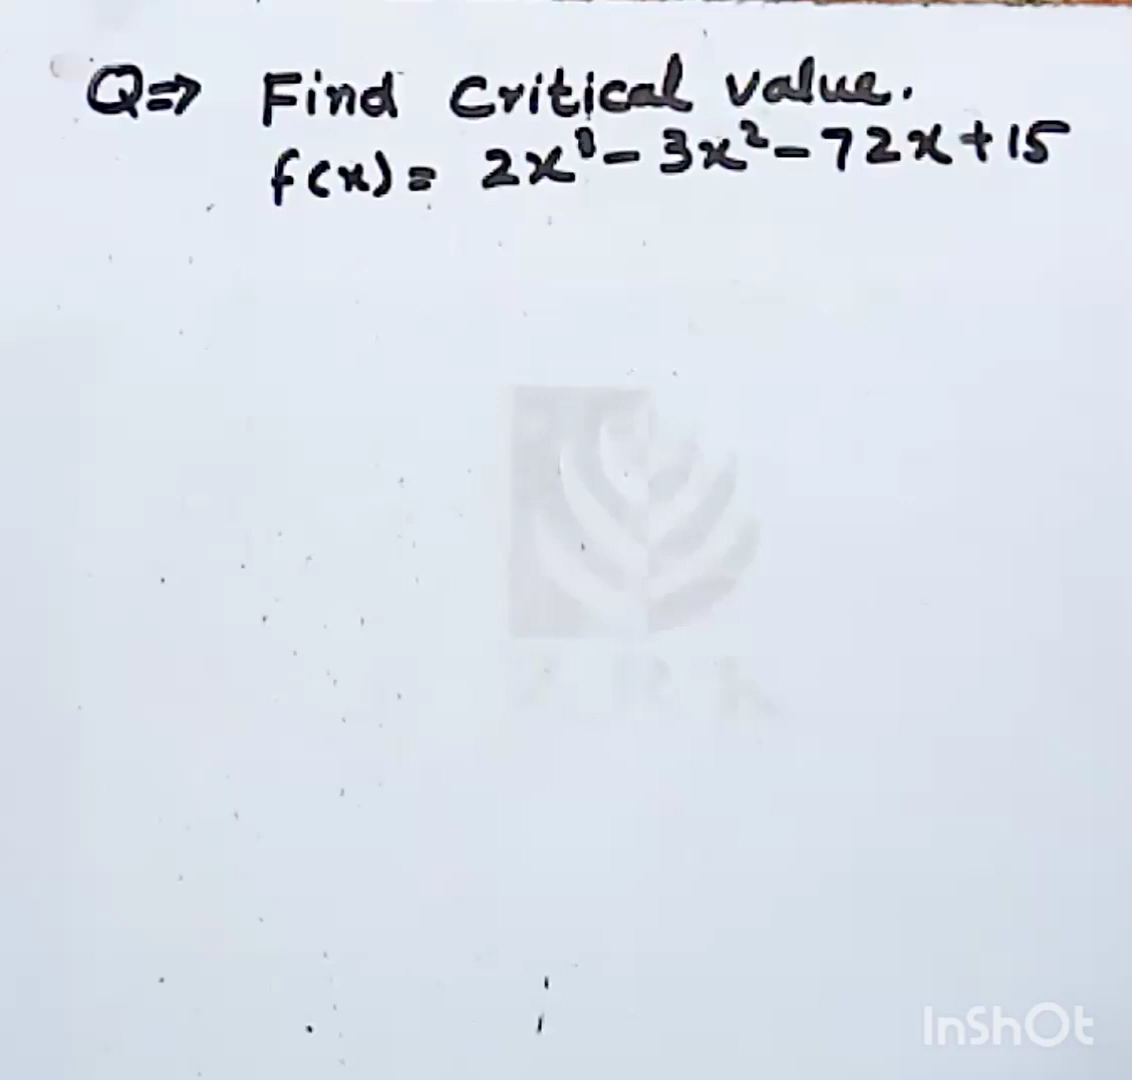 Q⇒ Find critical value.
f(x) = 2x³ - 3x² - 72x + 15
InShOt